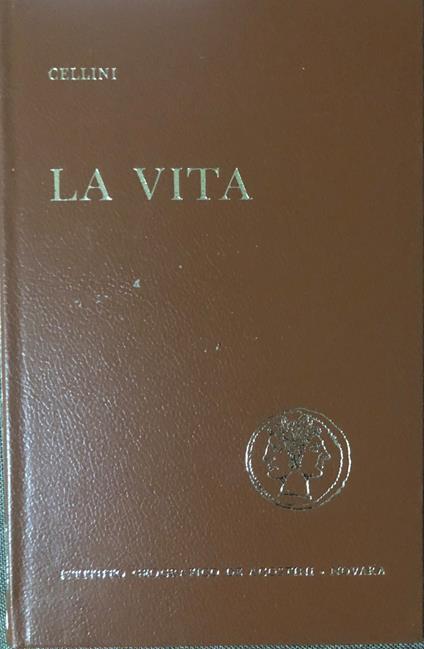 CELLINI
LA VITA
ISTITUTO GEOGRAFICO DE AGOSTINI - NOVARA